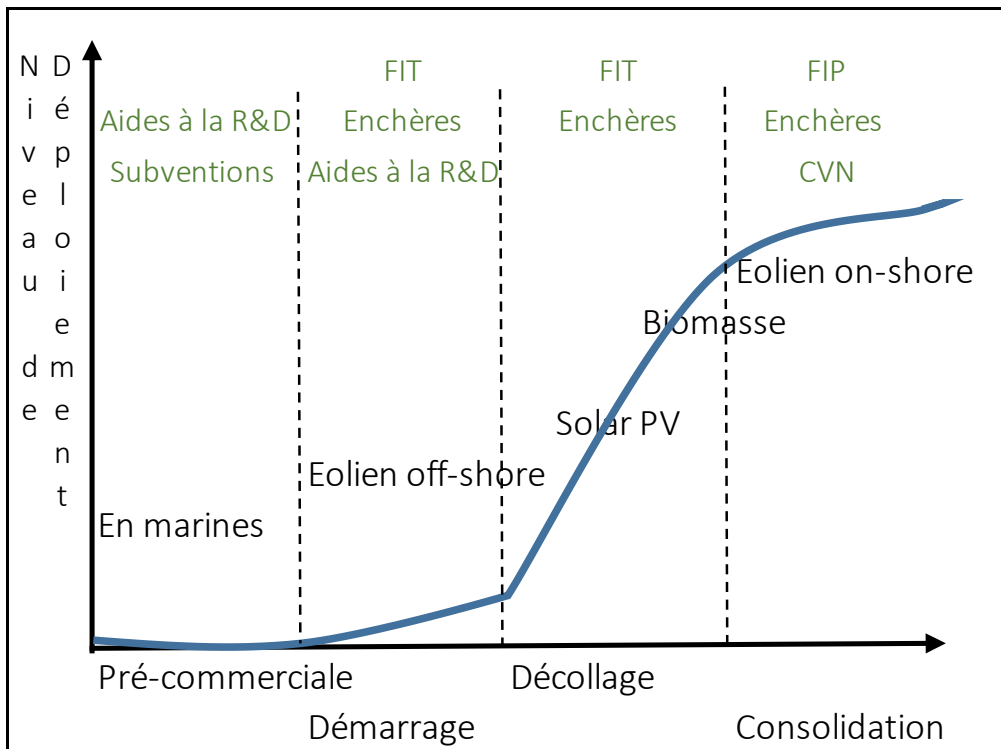 Niveau de
Déploiement
Aides à la R&D
Subventions
FIT
Enchères
Aides à la R&D
FIT
Enchères
FIP
Enchères
CVN
Eolien on-shore
Biomasse
Solar PV
Eolien off-shore
En marines
Pré-commerciale
Démarrage
Décollage
Consolidation